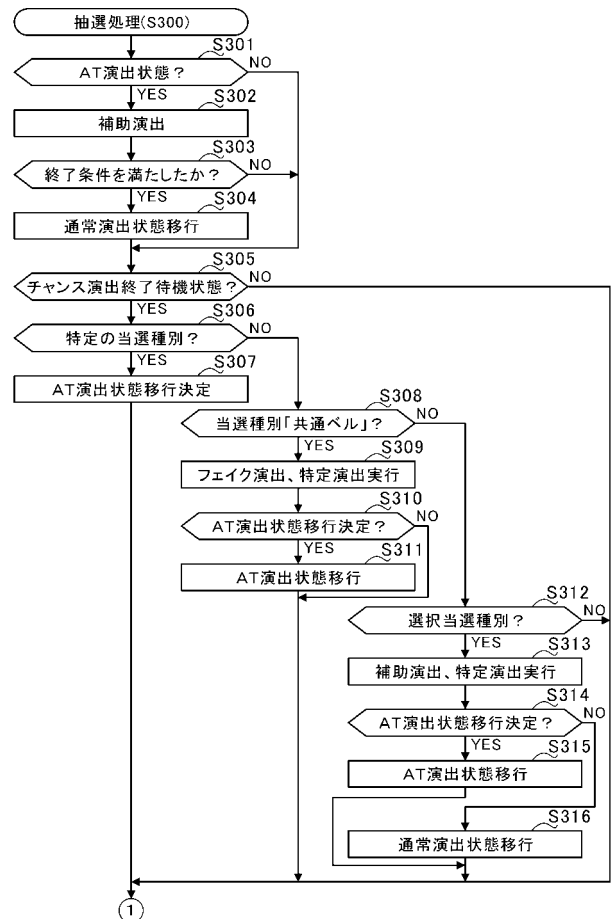 抽選処理(S300)
S301
AT演出状態?
NO
YES
S302
補助演出
S303
終了条件を満たしたか?
NO
YES
S304
通常演出状態移行
S305
チャンス演出終了待機状態?
NO
YES
S306
特定の当選種別?
NO
YES
S307
AT演出状態移行決定
S308
当選種別「共通ベル」?
NO
YES
S309
フェイク演出、特定演出実行
S310
AT演出状態移行決定?
NO
YES
S311
AT演出状態移行
S312
選択当選種別?
NO
YES
S313
補助演出、特定演出実行
S314
AT演出状態移行決定?
NO
YES
S315
AT演出状態移行
S316
通常演出状態移行
1